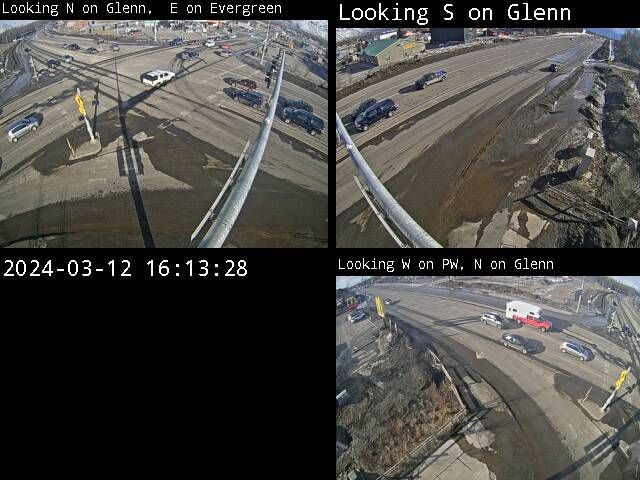 Looking N on Glenn, E on Evergreen
Looking S on Glenn
2024-03-12 16:13:28
Looking W on PW, N on Glenn